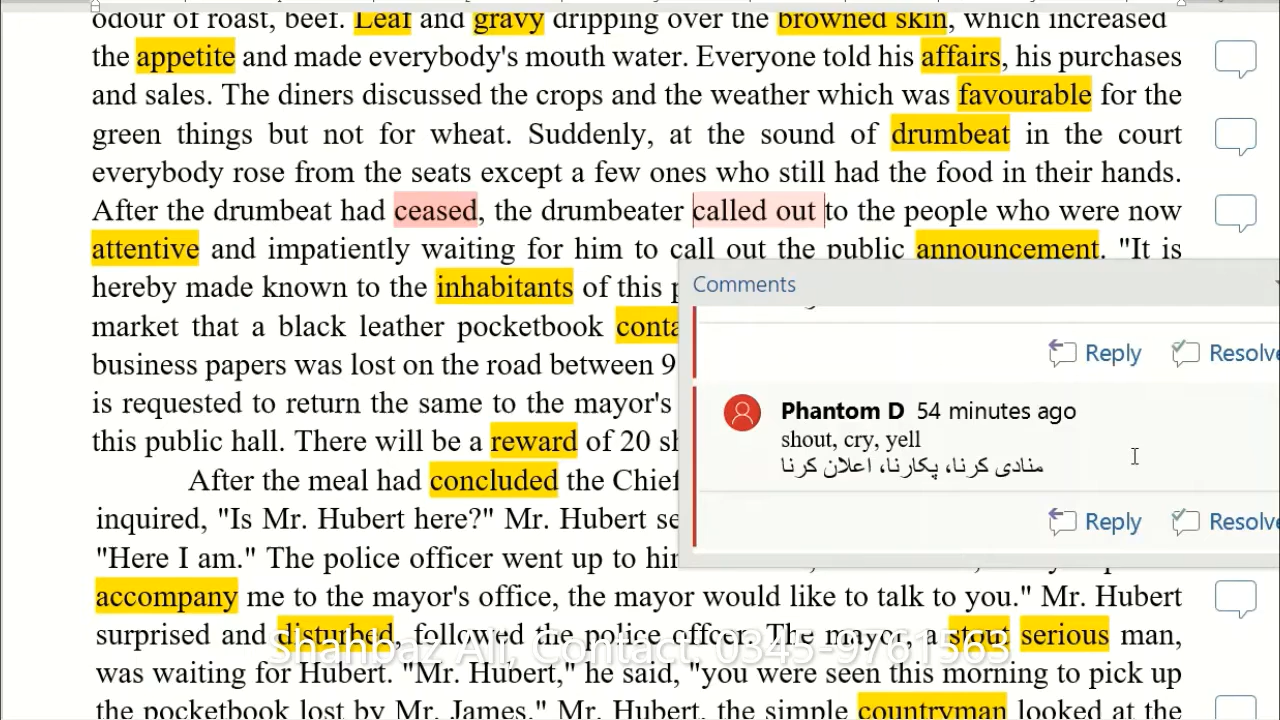 odour of roast, beef. Leaf and gravy dripping over the browned skin, which increased
the appetite and made everybody's mouth water. Everyone told his affairs, his purchases
and sales. The diners discussed the crops and the weather which was favourable for the
green things but not for wheat. Suddenly, at the sound of drumbeat in the court
everybody rose from the seats except a few ones who still had the food in their hands.
After the drumbeat had ceased, the drumbeater called out to the people who were now
attentive and impatiently waiting for him to call out the public announcement. "It is
hereby made known to the inhabitants of this
market that a black leather pocketbook conta
business papers was lost on the road between 9
is requested to return the same to the mayor's
this public hall. There will be a reward of 20 sh
After the meal had concluded the Chief
inquired, "Is Mr. Hubert here?" Mr. Hubert se
"Here I am." The police officer went up to hi
accompany me to the mayor's office, the mayor would like to talk to you." Mr. Hubert
surprised and disturbed, followed the police offcer. The mayor, a stout serious man,
was waiting for Hubert. "Mr. Hubert," he said, "you were seen this morning to pick up
the pocketbook lost by Mr. James." Mr. Hubert, the simple countryman looked at the
Comments
Reply Resolve
Phantom D 54 minutes ago
shout, cry, yell
منادی کرنا، پکارنا، اعلان کرنا
Reply Resolve
Shahbaz Ali. Contact: 0345-9761563